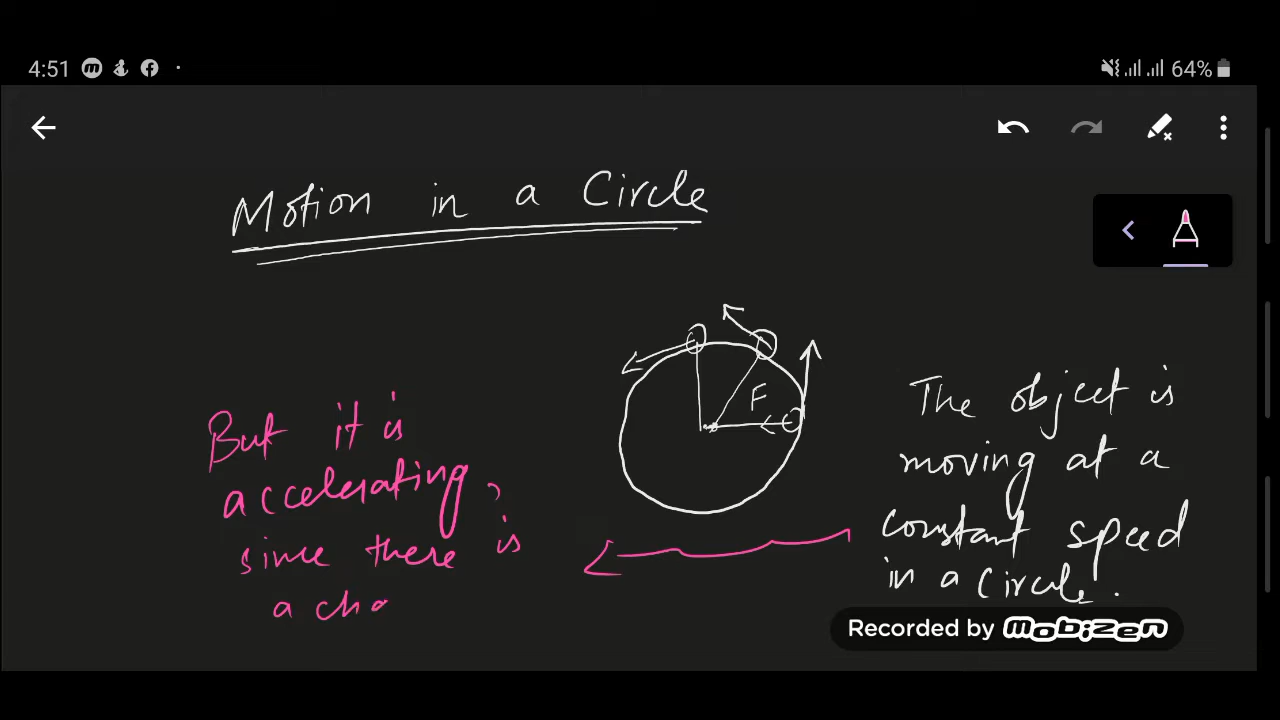 4:51
64%
Motion in a Circle
F
The object is
moving at a
constant speed
in a Circle.
But it is
accelerating,
since there is
a cha
Recorded by mobizen